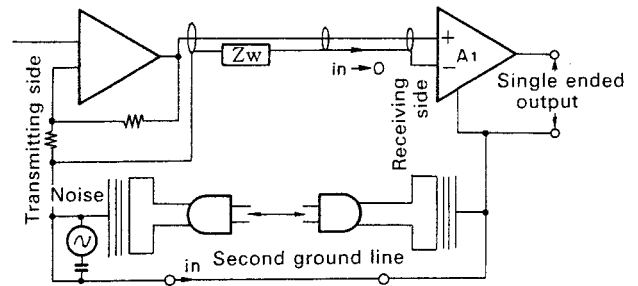 Zw
+
−
A1
in →0
Single ended
output
Transmitting side
Receiving
side
Noise
in
Second ground line